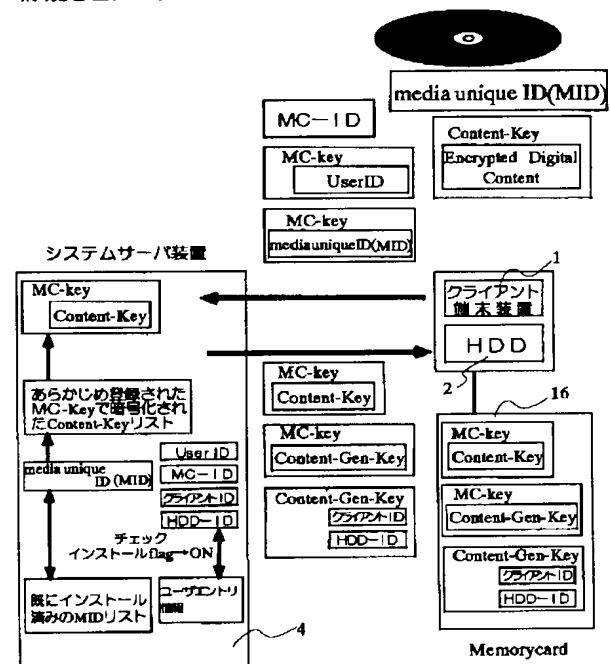 media unique ID(MID)
MC-ID
Content-Key
Encrypted Digital
Content
MC-key
UserID
MC-key
mediauniqueID(MID)
システムサーバ装置
MC-key
Content-Key
1
クライアント
端末装置
HDD
2
あらかじめ登録された
MC-Keyで暗号化され
たContent-Keyリスト
User ID
MC-ID
クライアントID
HDD-ID
media unique
ID (MID)
チェック
インストールflag→ON
既にインストール
済みのMIDリスト
ユーザエントリ
情報
4
MC-key
Content-Key
MC-key
Content-Gen-Key
Content-Gen-Key
クライアントID
HDD-ID
16
MC-key
Content-Key
MC-key
Content-Gen-Key
Content-Gen-Key
クライアントID
HDD-ID
Memorycard